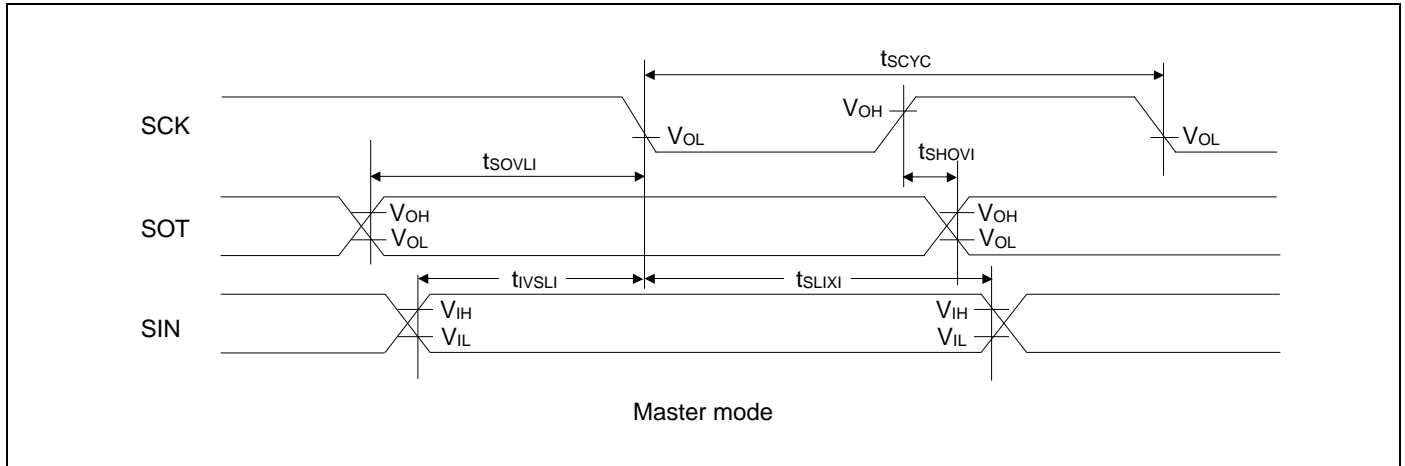 tSCYC
SCK
VOH
VOL
VOL
tSHOVI
tSOVLI
SOT
VOH
VOL
VOH
VOL
tIVSLI
tSLIXI
SIN
VIH
VIL
VIH
VIL
Master mode